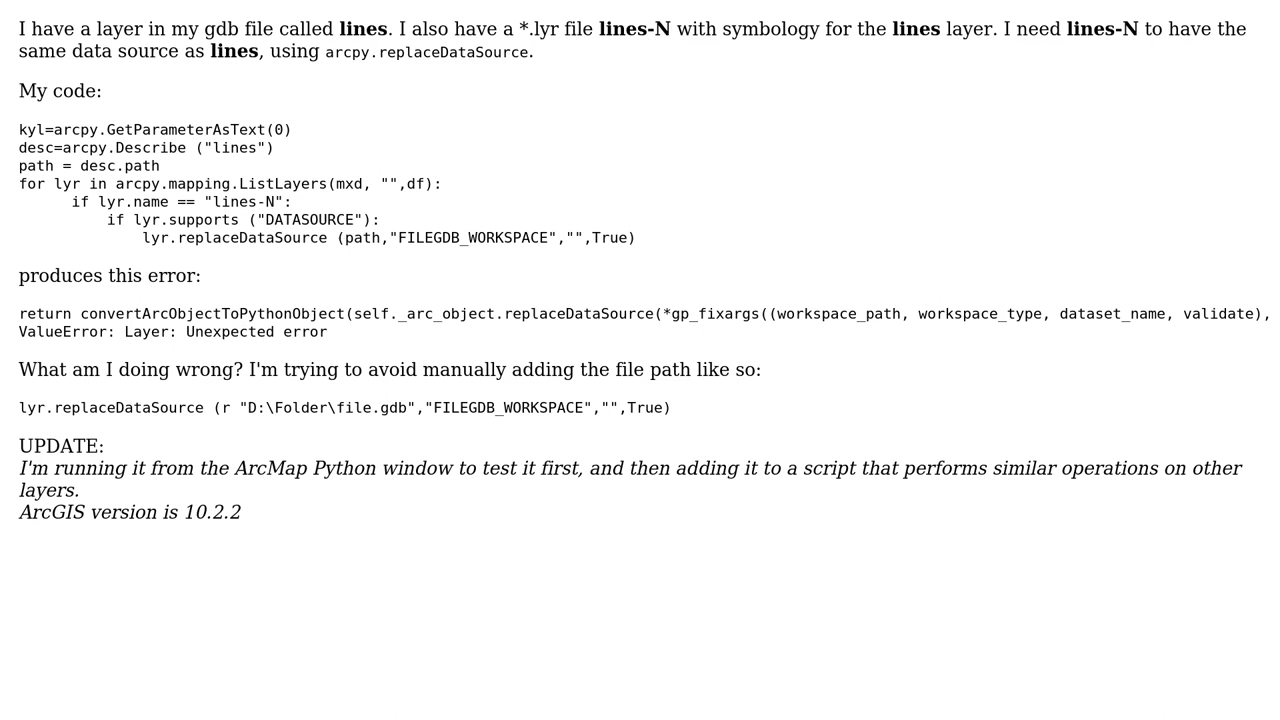 I have a layer in my gdb file called lines. I also have a *.lyr file lines-N with symbology for the lines layer. I need lines-N to have the
same data source as lines, using arcpy.replaceDataSource.
My code:
kyl=arcpy.GetParameterAsText(0)
desc=arcpy.Describe ("lines")
path = desc.path
for lyr in arcpy.mapping.ListLayers(mxd, "",df):
      if lyr.name == "lines-N":
          if lyr.supports ("DATASOURCE"):
              lyr.replaceDataSource (path,"FILEGDB_WORKSPACE","",True)
produces this error:
return convertArcObjectToPythonObject(self._arc_object.replaceDataSource(*gp_fixargs((workspace_path, workspace_type, dataset_name, validate),
ValueError: Layer: Unexpected error
What am I doing wrong? I'm trying to avoid manually adding the file path like so:
lyr.replaceDataSource (r "D:\Folder\file.gdb","FILEGDB_WORKSPACE","",True)
UPDATE:
I'm running it from the ArcMap Python window to test it first, and then adding it to a script that performs similar operations on other
layers.
ArcGIS version is 10.2.2